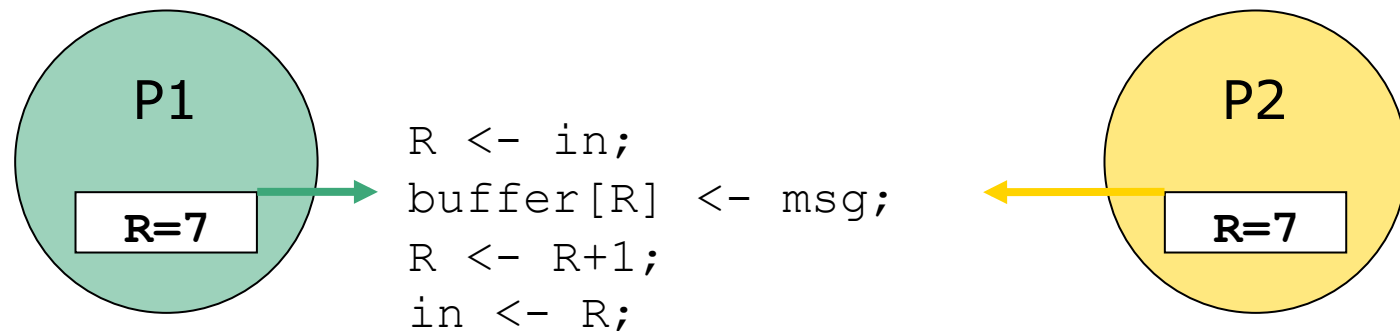 P1
R=7
R <- in;
buffer[R] <- msg;
R <- R+1;
in <- R;
P2
R=7